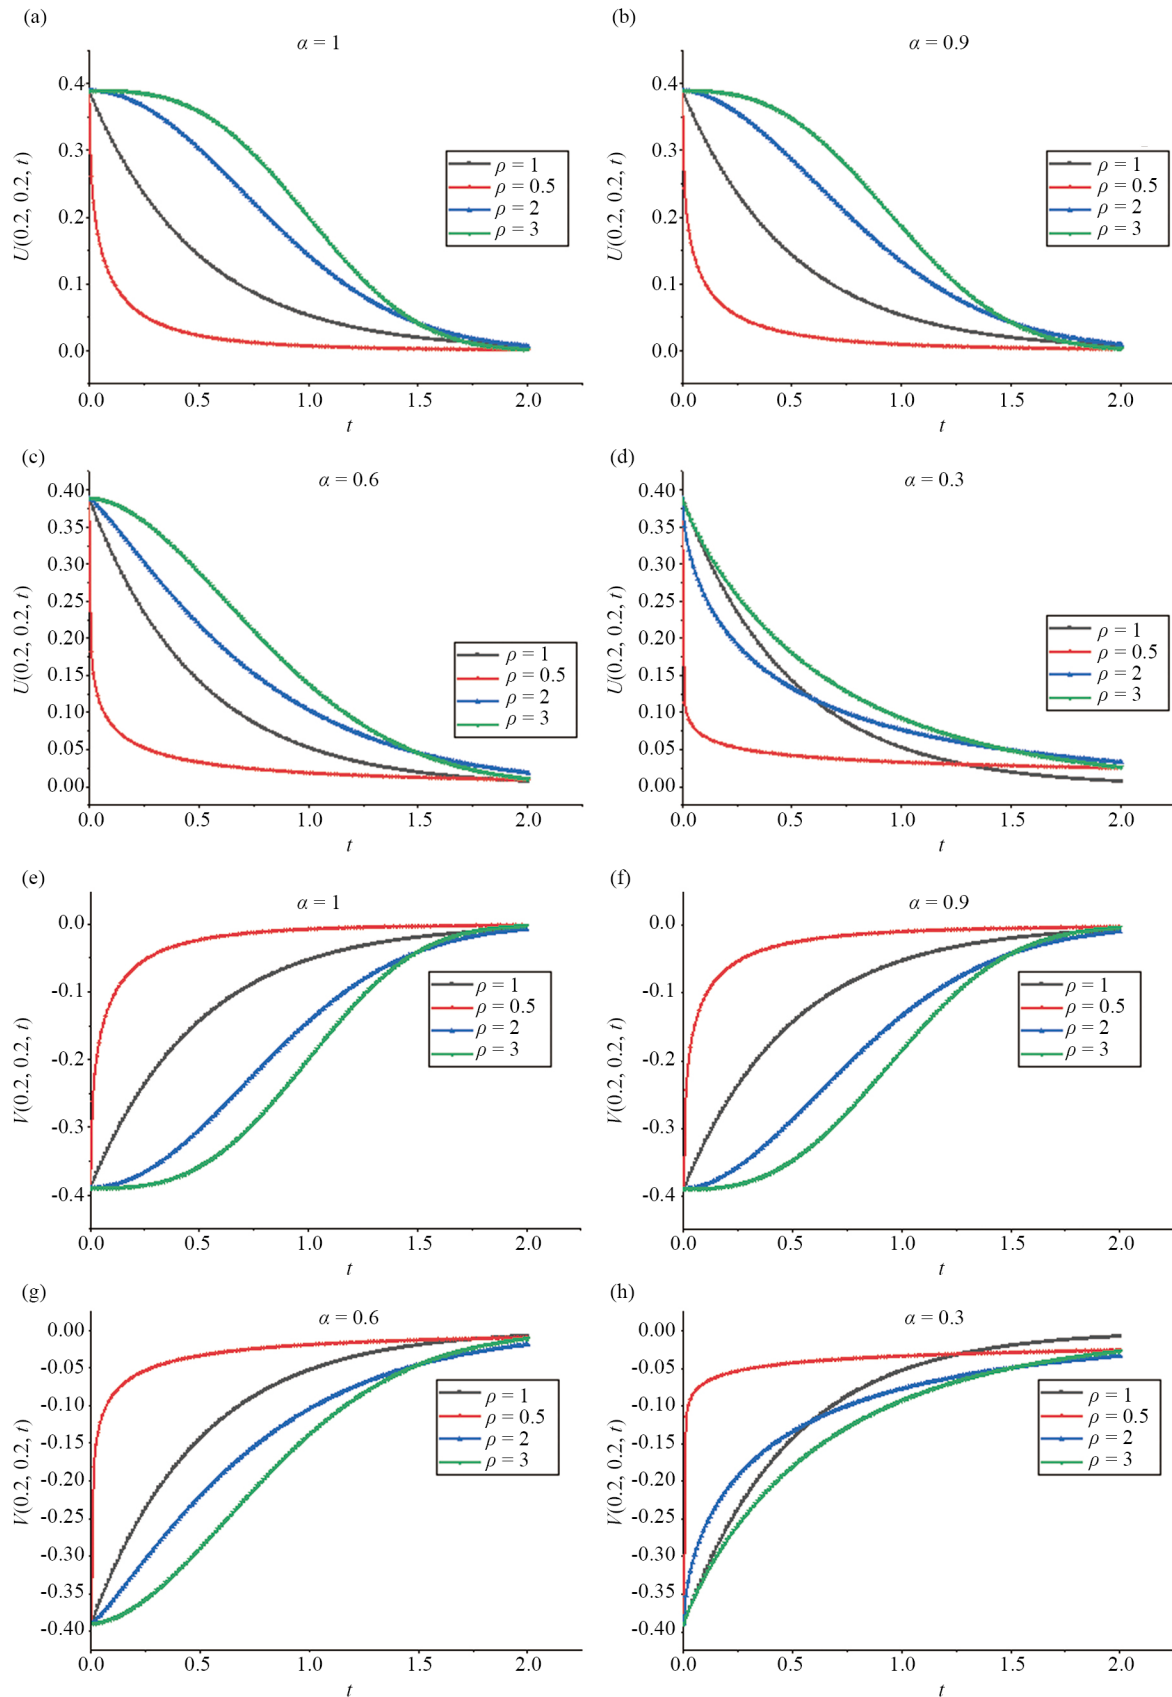 (a)
α = 1
U(0.2, 0.2, t)
0.4
0.3
0.2
0.1
0.0
ρ = 1
ρ = 0.5
ρ = 2
ρ = 3
0.0 0.5 1.0 1.5 2.0
t
(b)
α = 0.9
U(0.2, 0.2, t)
0.4
0.3
0.2
0.1
0.0
ρ = 1
ρ = 0.5
ρ = 2
ρ = 3
0.0 0.5 1.0 1.5 2.0
t
(c)
α = 0.6
U(0.2, 0.2, t)
0.40
0.35
0.30
0.25
0.20
0.15
0.10
0.05
0.00
ρ = 1
ρ = 0.5
ρ = 2
ρ = 3
0.0 0.5 1.0 1.5 2.0
t
(d)
α = 0.3
U(0.2, 0.2, t)
0.40
0.35
0.30
0.25
0.20
0.15
0.10
0.05
0.00
ρ = 1
ρ = 0.5
ρ = 2
ρ = 3
0.0 0.5 1.0 1.5 2.0
t
(e)
α = 1
V(0.2, 0.2, t)
0.0
-0.1
-0.2
-0.3
-0.4
ρ = 1
ρ = 0.5
ρ = 2
ρ = 3
0.0 0.5 1.0 1.5 2.0
t
(f)
α = 0.9
V(0.2, 0.2, t)
0.0
-0.1
-0.2
-0.3
-0.4
ρ = 1
ρ = 0.5
ρ = 2
ρ = 3
0.0 0.5 1.0 1.5 2.0
t
(g)
α = 0.6
V(0.2, 0.2, t)
0.00
-0.05
-0.10
-0.15
-0.20
-0.25
-0.30
-0.35
-0.40
ρ = 1
ρ = 0.5
ρ = 2
ρ = 3
0.0 0.5 1.0 1.5 2.0
t
(h)
α = 0.3
V(0.2, 0.2, t)
0.00
-0.05
-0.10
-0.15
-0.20
-0.25
-0.30
-0.35
-0.40
ρ = 1
ρ = 0.5
ρ = 2
ρ = 3
0.0 0.5 1.0 1.5 2.0
t